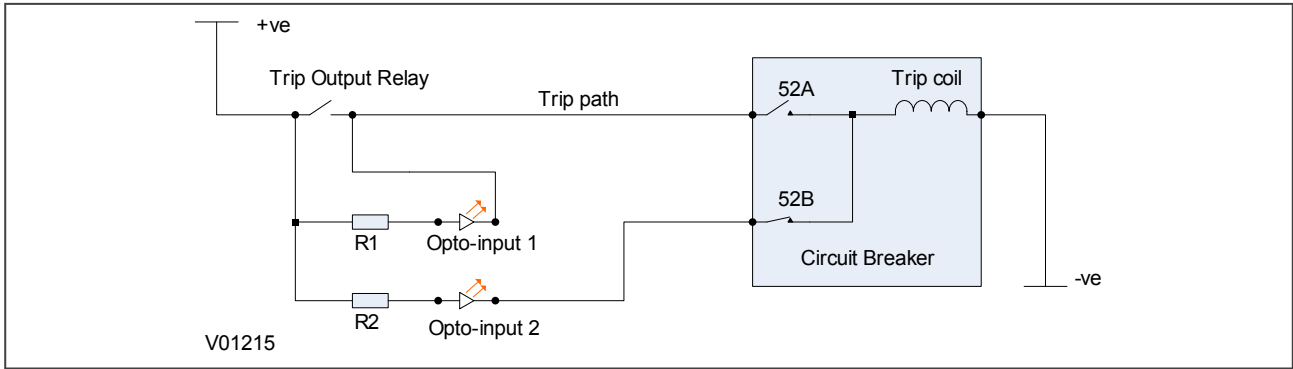 +ve
Trip Output Relay
Trip path
52A
Trip coil
52B
R1
Opto-input 1
Circuit Breaker
-ve
R2
Opto-input 2
V01215